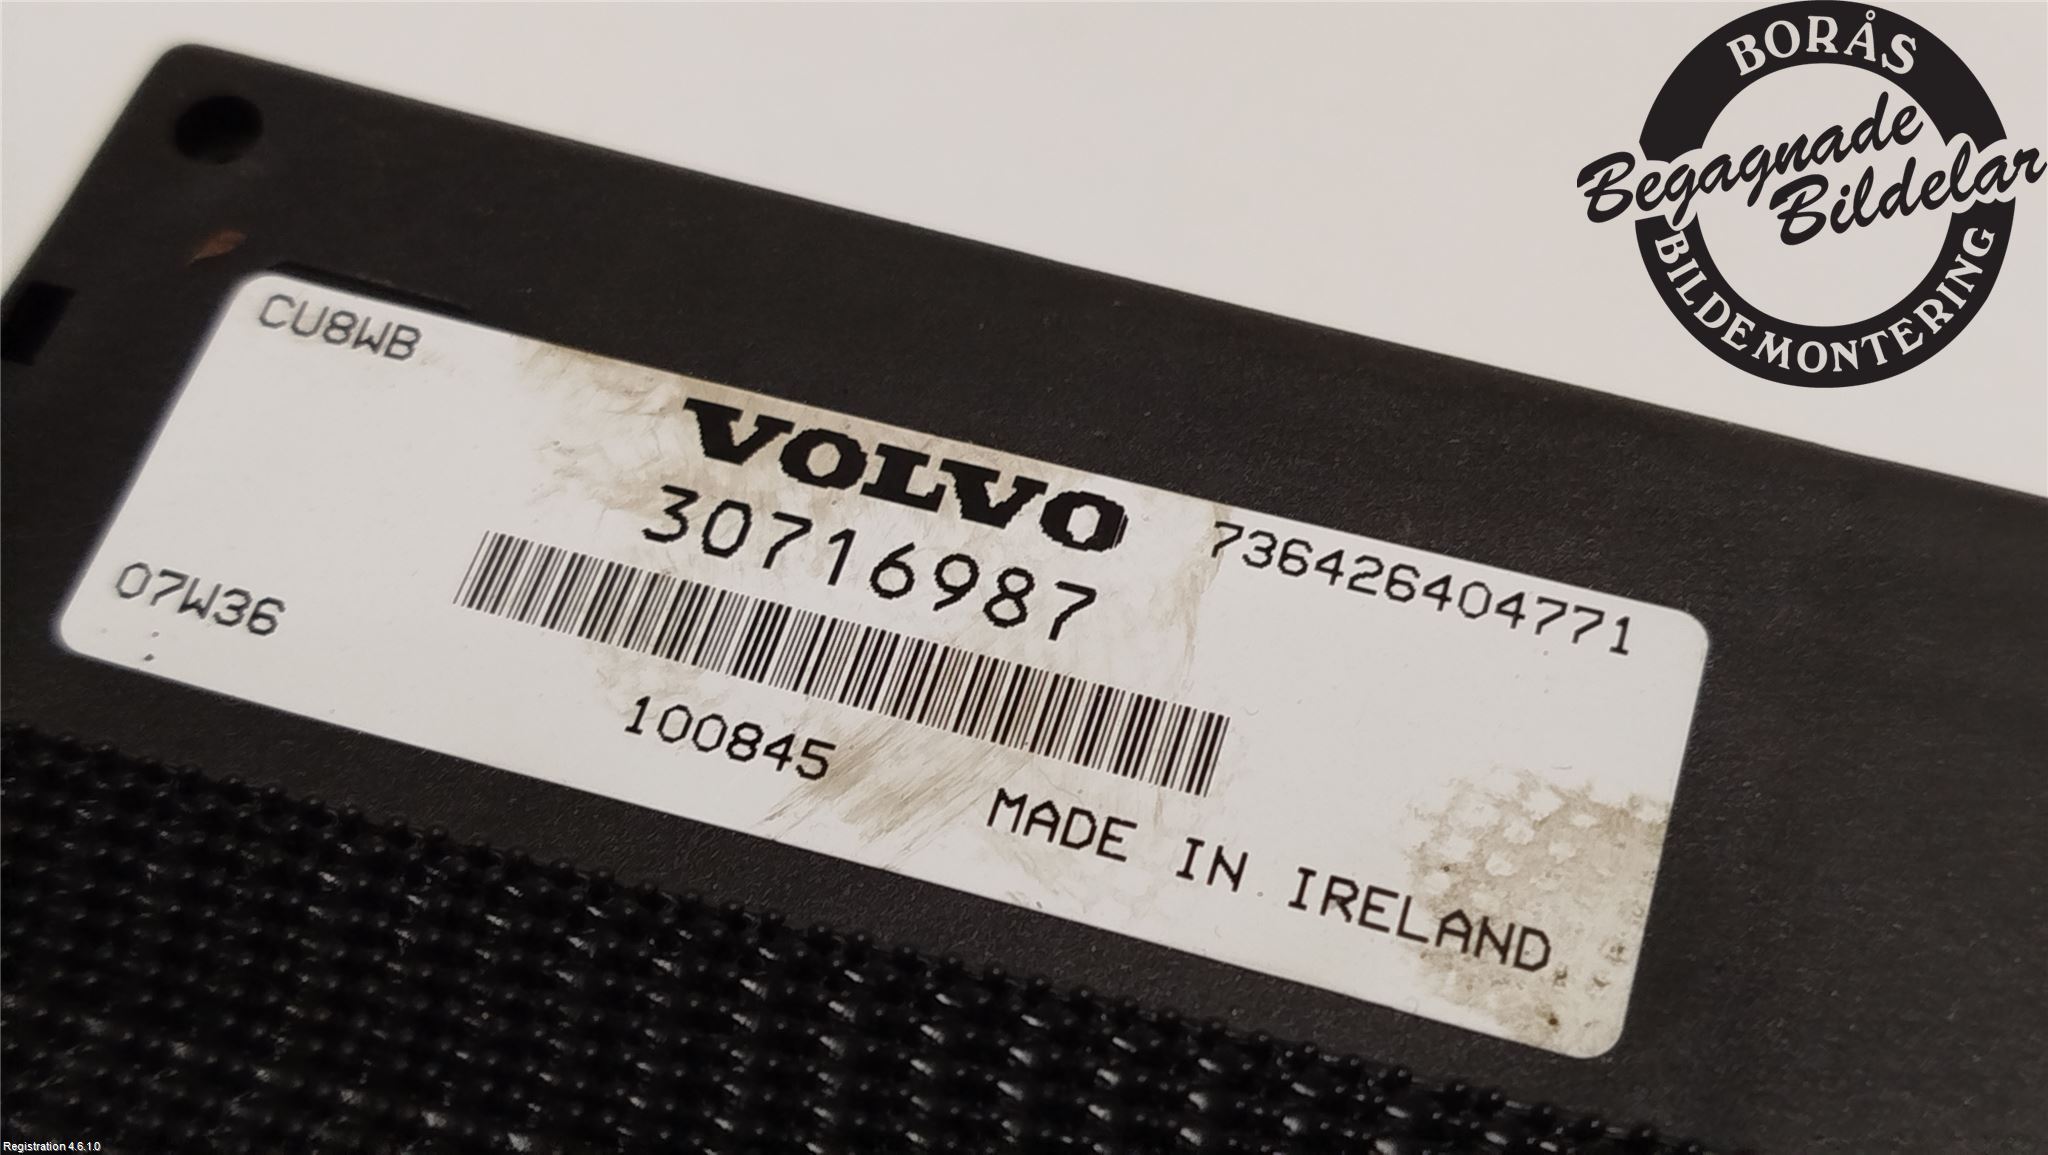 BORÅS
Begagnade
Bildelar
BILDEMONTERING
CU8WB
VOLVO
30716987
736426404771
07W36
100845
MADE IN IRELAND
Registration 4.6.1.0